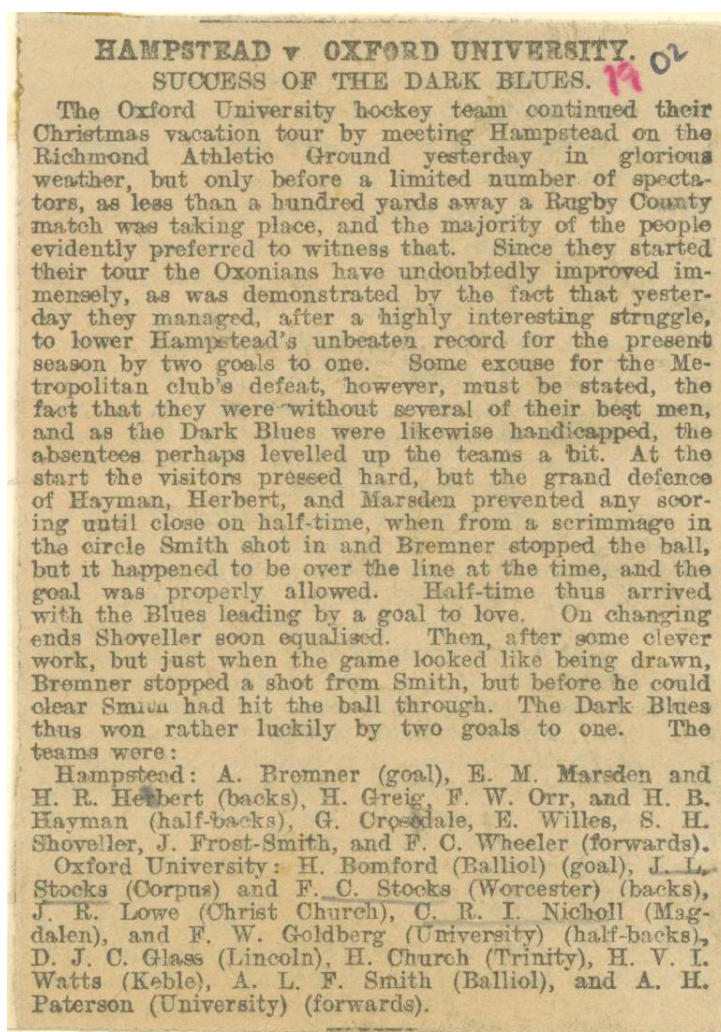 HAMPSTEAD v OXFORD UNIVERSITY.
SUCCESS OF THE DARK BLUES. 19 02
The Oxford University hockey team continued their
Christmas vacation tour by meeting Hampstead on the
Richmond Athletic Ground yesterday in glorious
weather, but only before a limited number of specta-
tors, as less than a hundred yards away a Rugby County
match was taking place, and the majority of the people
evidently preferred to witness that. Since they started
their tour the Oxonians have undoubtedly improved im-
mensely, as was demonstrated by the fact that yester-
day they managed, after a highly interesting struggle,
to lower Hampstead's unbeaten record for the present
season by two goals to one. Some excuse for the Me-
tropolitan club's defeat, however, must be stated, the
fact that they were without several of their best men,
and as the Dark Blues were likewise handicapped, the
absentees perhaps levelled up the teams a bit. At the
start the visitors pressed hard, but the grand defence
of Hayman, Herbert, and Marsden prevented any scor-
ing until close on half-time, when from a scrimmage in
the circle Smith shot in and Bremner stopped the ball,
but it happened to be over the line at the time, and the
goal was properly allowed. Half-time thus arrived
with the Blues leading by a goal to love. On changing
ends Shoveller soon equalised. Then, after some clever
work, but just when the game looked like being drawn,
Bremner stopped a shot from Smith, but before he could
clear Smith had hit the ball through. The Dark Blues
thus won rather luckily by two goals to one. The
teams were:
Hampstead: A. Bremner (goal), E. M. Marsden and
H. R. Herbert (backs), H. Greig, F. W. Orr, and H. B.
Hayman (half-backs), G. Crosdale, E. Willes, S. H.
Shoveller, J. Frost-Smith, and F. C. Wheeler (forwards).
Oxford University: H. Bomford (Balliol) (goal), J. L.
Stocks (Corpus) and F. C. Stocks (Worcester) (backs),
J. R. Lowe (Christ Church), C. R. I. Nicholl (Mag-
dalen), and F. W. Goldberg (University) (half-backs),
D. J. C. Glass (Lincoln), H. Church (Trinity), H. V. I.
Watts (Keble), A. L. F. Smith (Balliol), and A. H.
Paterson (University) (forwards).